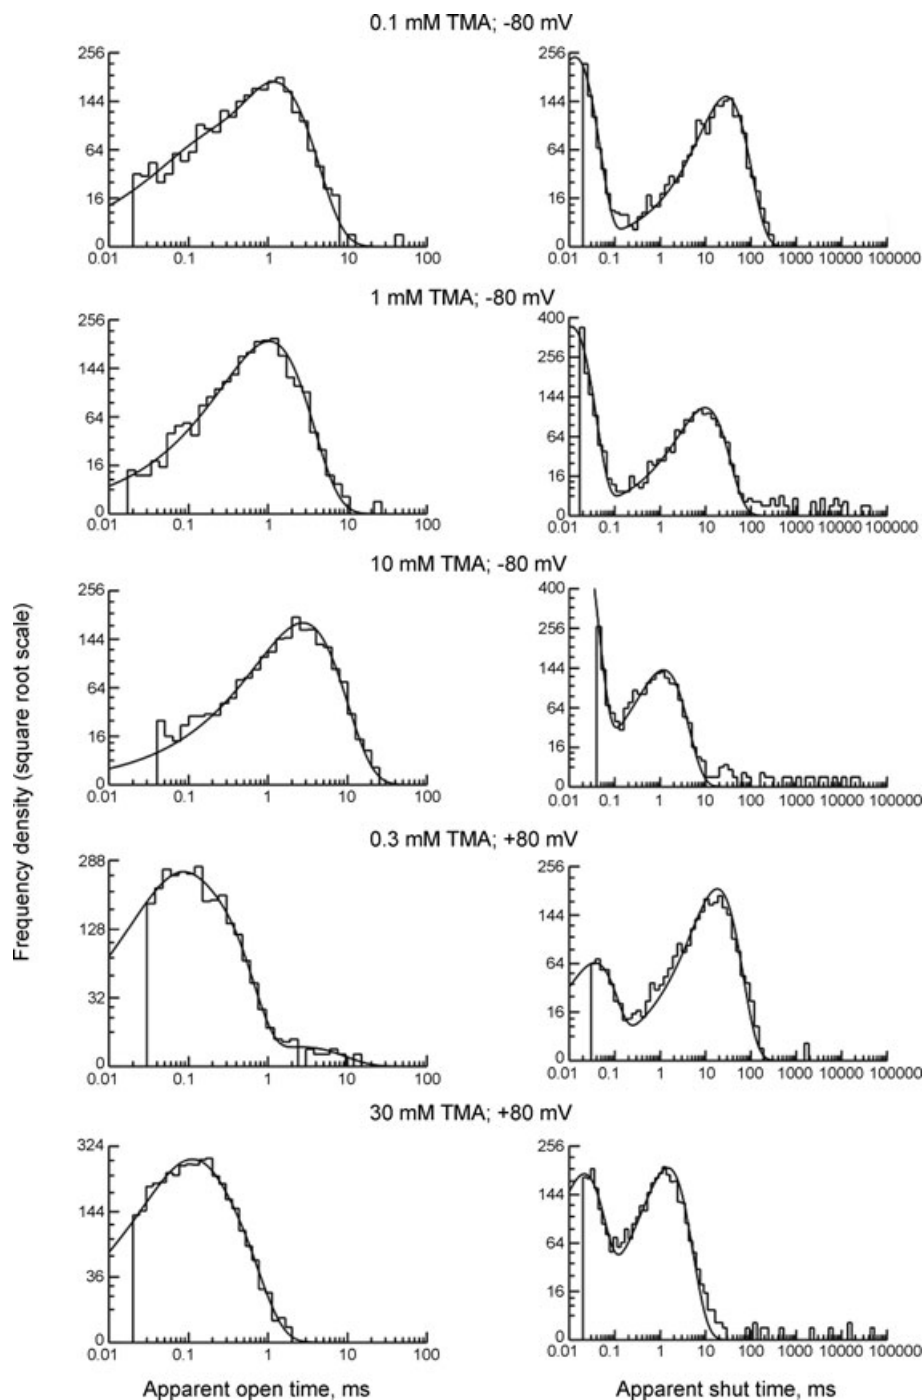 0.1 mM TMA; -80 mV
256
144
64
16
0
0.01 0.1 1 10 100
256
144
64
16
0
0.01 0.1 1 10 100 1000 10000 100000
1 mM TMA; -80 mV
256
144
64
16
0
0.01 0.1 1 10 100
400
256
144
64
16
0
0.01 0.1 1 10 100 1000 10000 100000
10 mM TMA; -80 mV
256
144
64
16
0
0.01 0.1 1 10 100
400
256
144
64
16
0
0.01 0.1 1 10 100 1000 10000 100000
Frequency density (square root scale)
0.3 mM TMA; +80 mV
288
128
32
0
0.01 0.1 1 10 100
256
144
64
16
0
0.01 0.1 1 10 100 1000 10000 100000
30 mM TMA; +80 mV
324
144
36
0
0.01 0.1 1 10 100
256
144
64
16
0
0.01 0.1 1 10 100 1000 10000 100000
Apparent open time, ms
Apparent shut time, ms